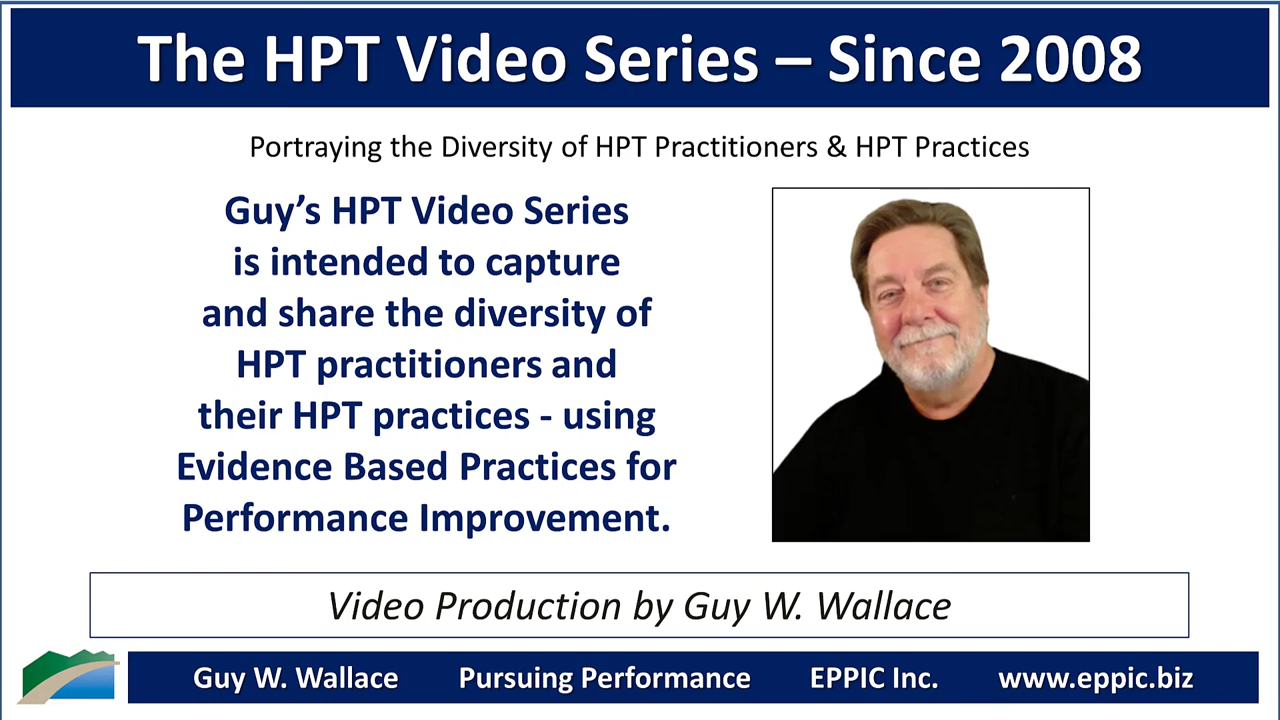 The HPT Video Series – Since 2008
Portraying the Diversity of HPT Practitioners & HPT Practices
Guy’s HPT Video Series
is intended to capture
and share the diversity of
HPT practitioners and
their HPT practices - using
Evidence Based Practices for
Performance Improvement.
Video Production by Guy W. Wallace
Guy W. Wallace Pursuing Performance EPPIC Inc. www.eppic.biz